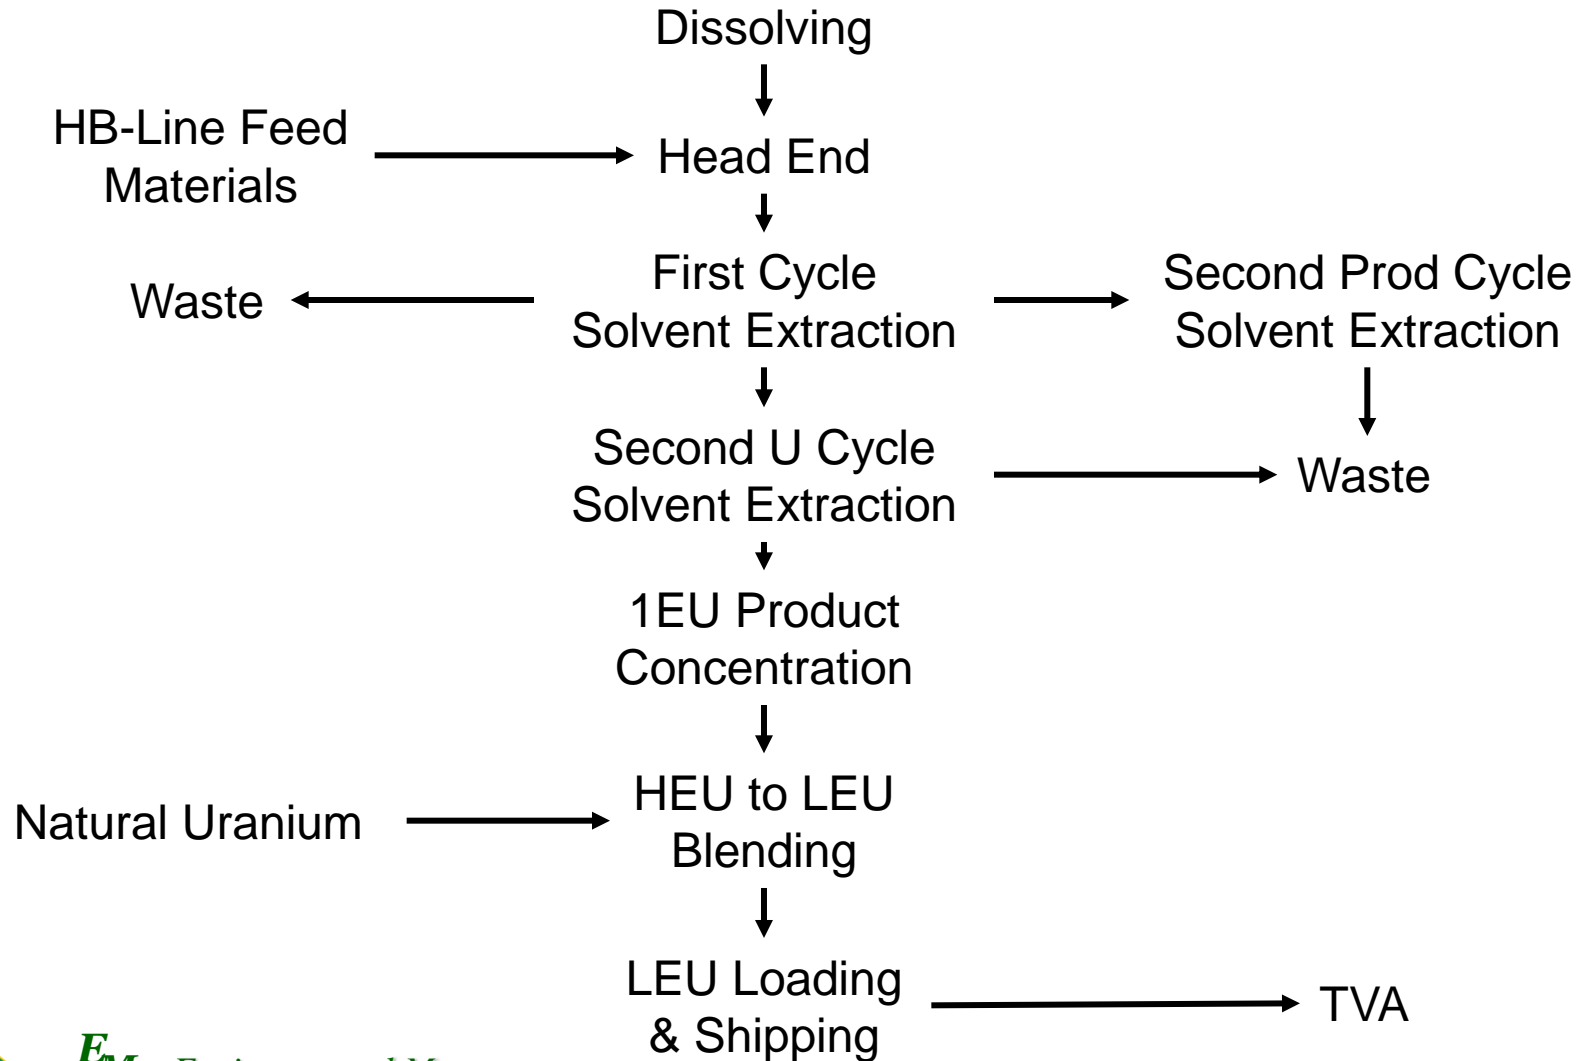 Dissolving
HB-Line Feed
Materials
Head End
Waste
First Cycle
Solvent Extraction
Second Prod Cycle
Solvent Extraction
Second U Cycle
Solvent Extraction
Waste
1EU Product
Concentration
Natural Uranium
HEU to LEU
Blending
LEU Loading
& Shipping
TVA
EM